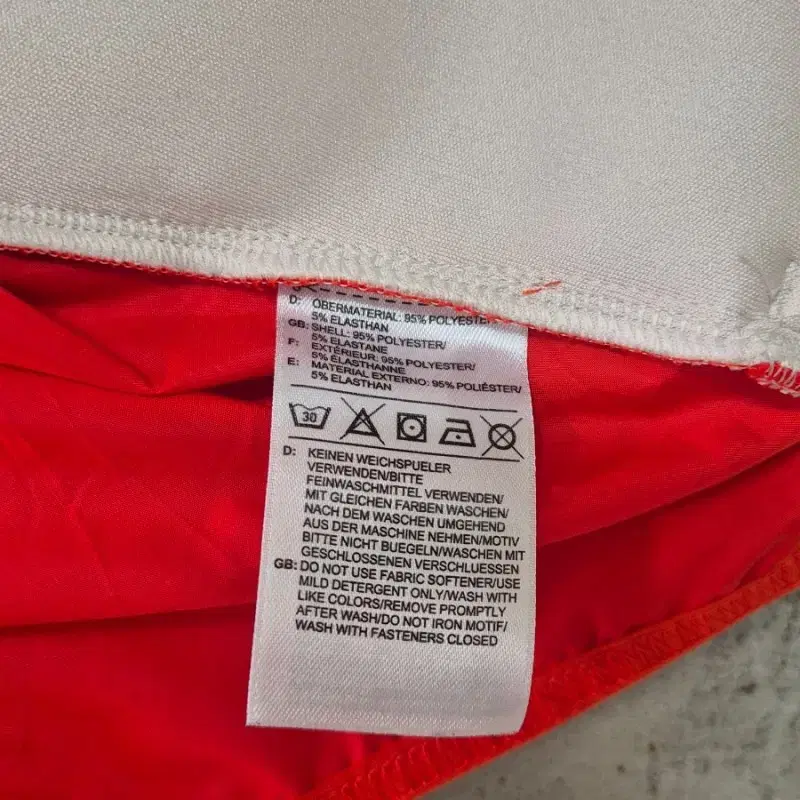 D: OBERMATERIAL: 95% POLYESTER/
5% ELASTHAN
GB: SHELL: 95% POLYESTER/
5% ELASTANE
F: EXTÉRIEUR: 95% POLYESTER/
5% ELASTHANNE
E: MATERIAL EXTERNO: 95% POLIÉSTER/
5% ELASTHAN
30
D: KEINEN WEICHSPUELER
VERWENDEN/BITTE
FEINWASCHMITTEL VERWENDEN/
MIT GLEICHEN FARBEN WASCHEN/
NACH DEM WASCHEN UMGEHEND
AUS DER MASCHINE NEHMEN/MOTIV
BITTE NICHT BUEGELN/WASCHEN MIT
GESCHLOSSENEN VERSCHLUESSEN
GB: DO NOT USE FABRIC SOFTENER/USE
MILD DETERGENT ONLY/WASH WITH
LIKE COLORS/REMOVE PROMPTLY
AFTER WASH/DO NOT IRON MOTIF/
WASH WITH FASTENERS CLOSED